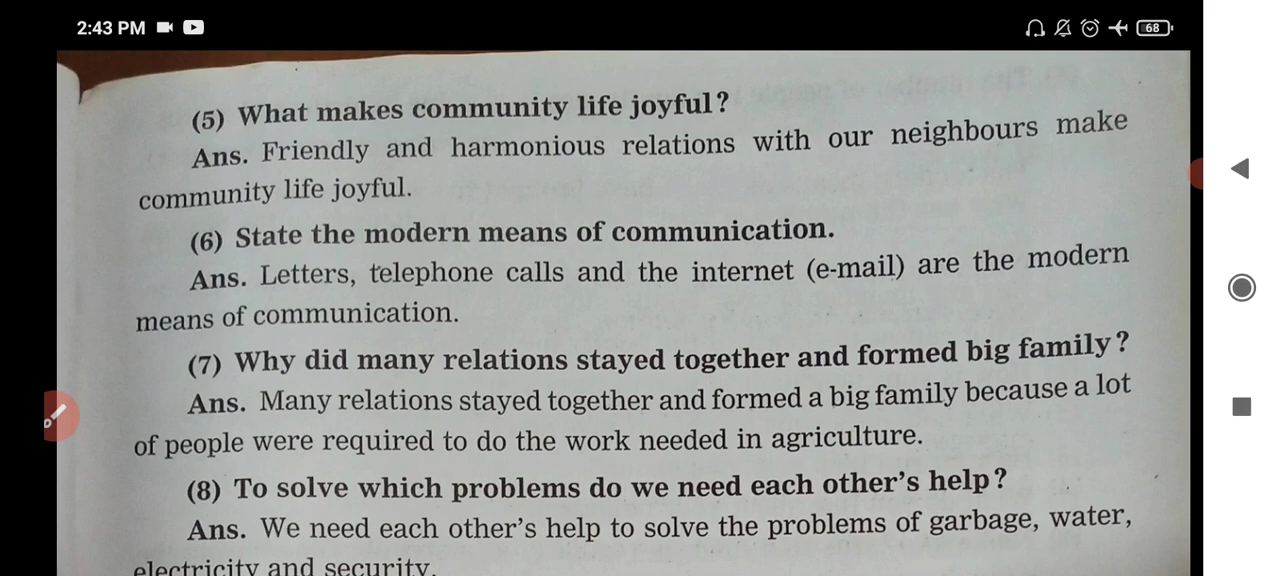 2:43 PM
68
(5) What makes community life joyful?
Ans. Friendly and harmonious relations with our neighbours make
community life joyful.
(6) State the modern means of communication.
Ans. Letters, telephone calls and the internet (e-mail) are the modern
means of communication.
(7) Why did many relations stayed together and formed big family?
Ans. Many relations stayed together and formed a big family because a lot
of people were required to do the work needed in agriculture.
(8) To solve which problems do we need each other's help?
Ans. We need each other's help to solve the problems of garbage, water,
electricity and security.